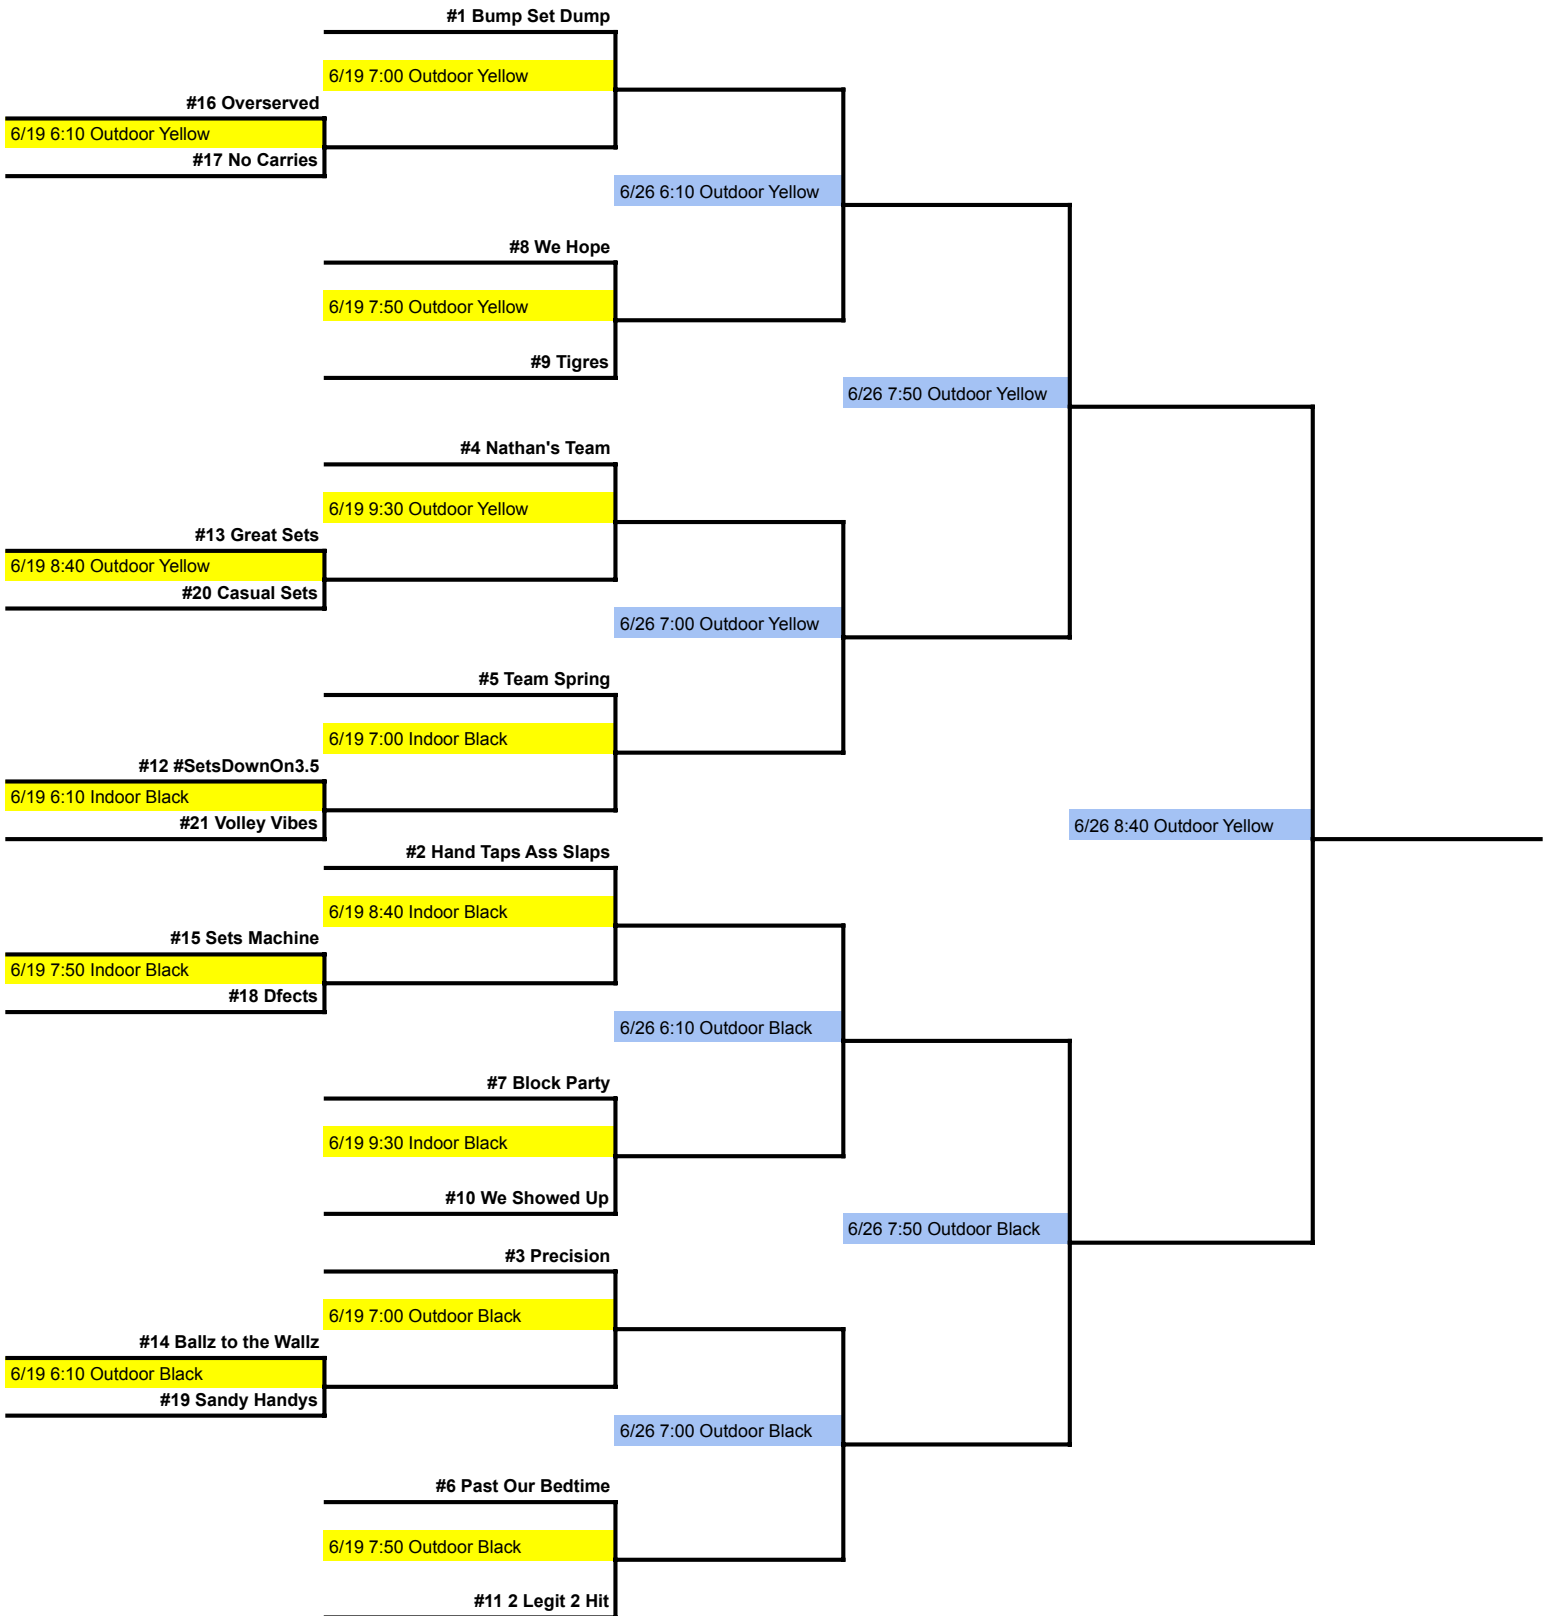 #1 Bump Set Dump
6/19 7:00 Outdoor Yellow
#16 Overserved
6/19 6:10 Outdoor Yellow
#17 No Carries
6/26 6:10 Outdoor Yellow
#8 We Hope
6/19 7:50 Outdoor Yellow
#9 Tigres
6/26 7:50 Outdoor Yellow
#4 Nathan's Team
6/19 9:30 Outdoor Yellow
#13 Great Sets
6/19 8:40 Outdoor Yellow
#20 Casual Sets
6/26 7:00 Outdoor Yellow
#5 Team Spring
6/19 7:00 Indoor Black
#12 #SetsDownOn3.5
6/19 6:10 Indoor Black
#21 Volley Vibes
6/26 8:40 Outdoor Yellow
#2 Hand Taps Ass Slaps
6/19 8:40 Indoor Black
#15 Sets Machine
6/19 7:50 Indoor Black
#18 Dfects
6/26 6:10 Outdoor Black
#7 Block Party
6/19 9:30 Indoor Black
#10 We Showed Up
6/26 7:50 Outdoor Black
#3 Precision
6/19 7:00 Outdoor Black
#14 Ballz to the Wallz
6/19 6:10 Outdoor Black
#19 Sandy Handys
6/26 7:00 Outdoor Black
#6 Past Our Bedtime
6/19 7:50 Outdoor Black
#11 2 Legit 2 Hit